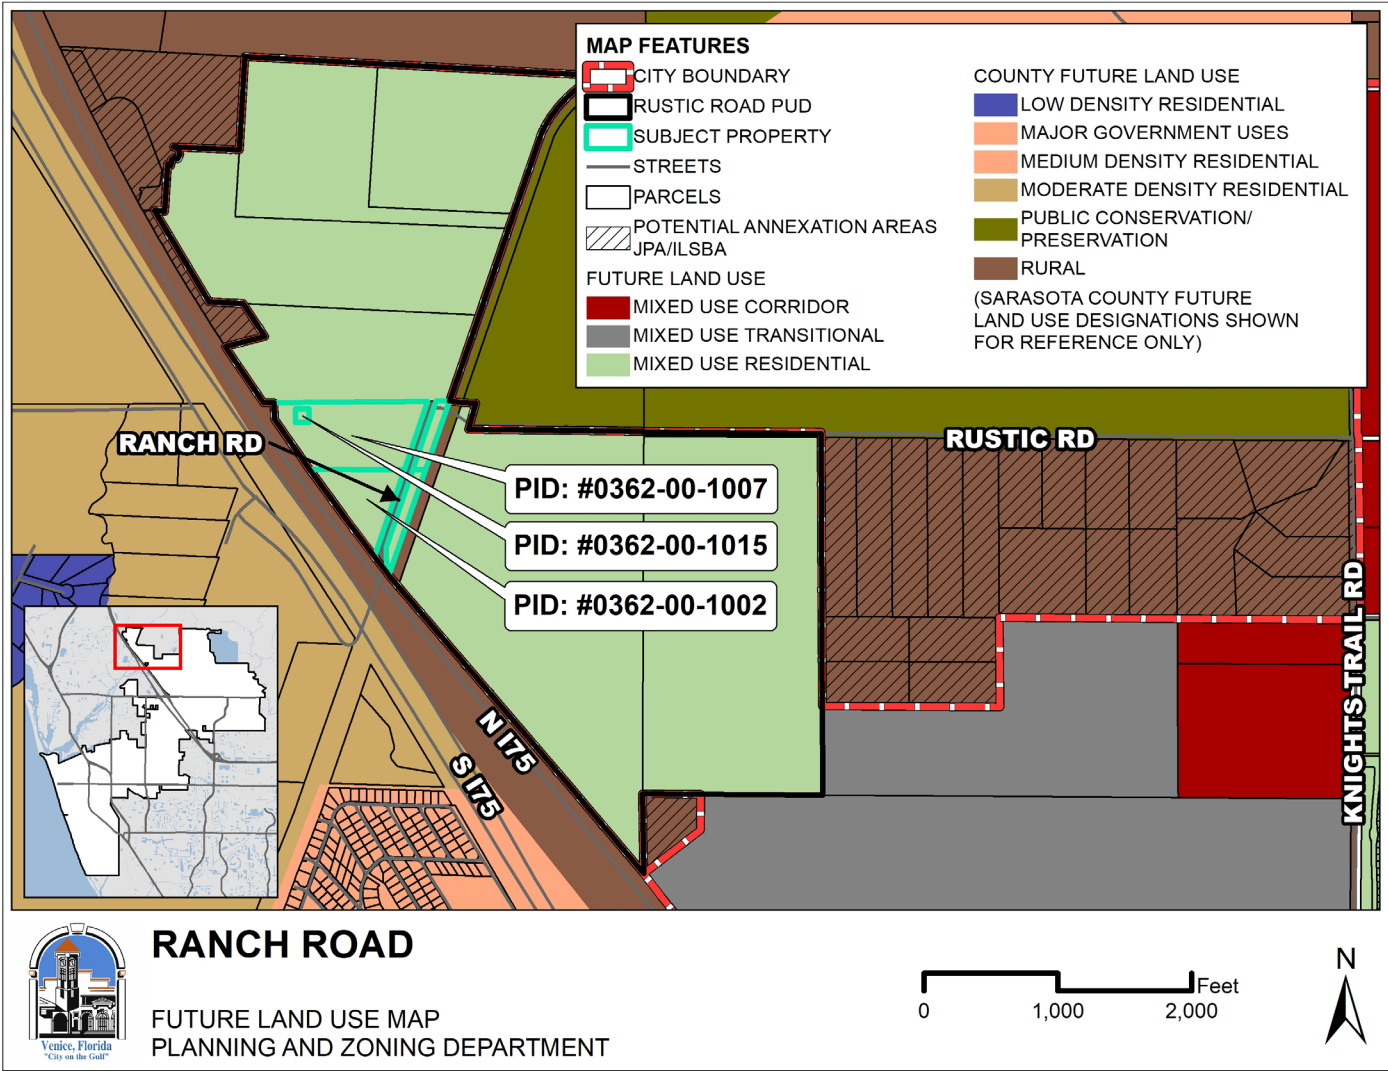 MAP FEATURES
CITY BOUNDARY
RUSTIC ROAD PUD
SUBJECT PROPERTY
STREETS
PARCELS
POTENTIAL ANNEXATION AREAS
JPA/ILSBA
FUTURE LAND USE
MIXED USE CORRIDOR
MIXED USE TRANSITIONAL
MIXED USE RESIDENTIAL
COUNTY FUTURE LAND USE
LOW DENSITY RESIDENTIAL
MAJOR GOVERNMENT USES
MEDIUM DENSITY RESIDENTIAL
MODERATE DENSITY RESIDENTIAL
PUBLIC CONSERVATION/
PRESERVATION
RURAL
(SARASOTA COUNTY FUTURE
LAND USE DESIGNATIONS SHOWN
FOR REFERENCE ONLY)
RANCH RD
RUSTIC RD
PID: #0362-00-1007
PID: #0362-00-1015
PID: #0362-00-1002
KNIGHTS TRAIL RD
N I75
S I75
RANCH ROAD
FUTURE LAND USE MAP
PLANNING AND ZONING DEPARTMENT
Venice, Florida
"City on the Gulf"
Feet
0 1,000 2,000
N